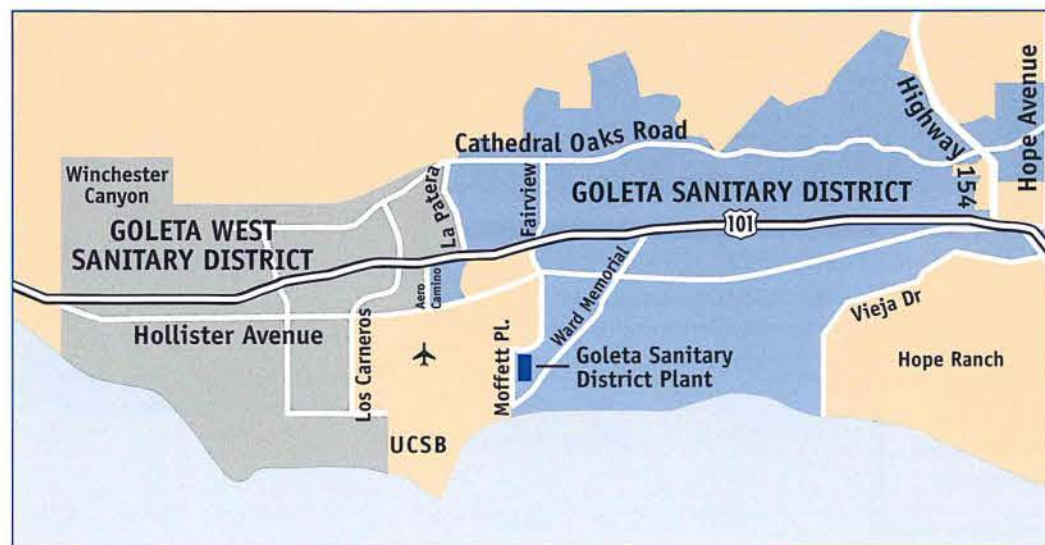 Cathedral Oaks Road
Highway 154
Hope Avenue
Winchester
Canyon
La Patera
Fairview
GOLETA SANITARY DISTRICT
GOLETA WEST
SANITARY DISTRICT
101
Aero
Camino
Ward Memorial
Vieja Dr
Hollister Avenue
Los Carneros
Moffett Pl.
Goleta Sanitary
District Plant
Hope Ranch
UCSB